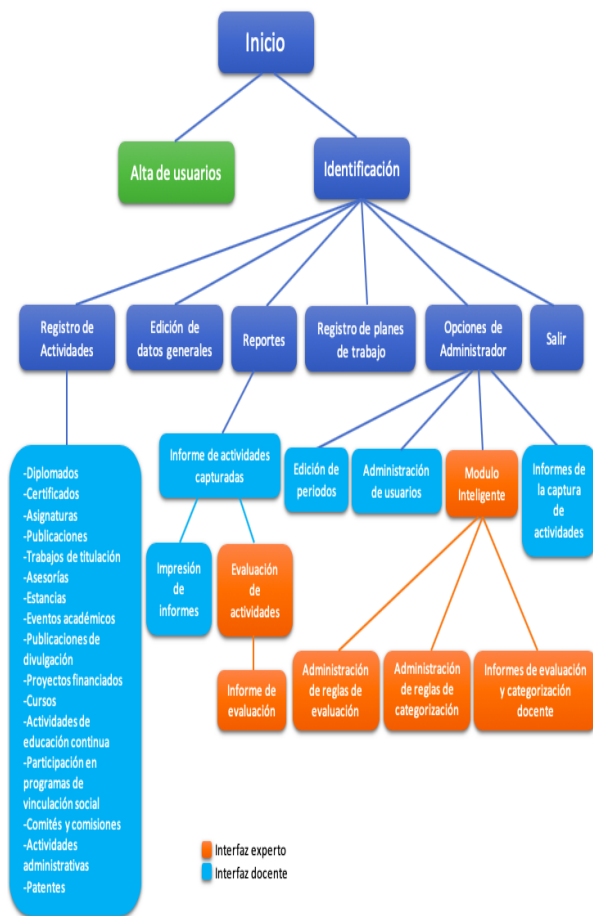 Inicio
Alta de usuarios
Identificación
Registro de
Actividades
Edición de
datos generales
Reportes
Registro de planes
de trabajo
Opciones de
Administrador
Salir
-Diplomados
-Certificados
-Asignaturas
-Publicaciones
-Trabajos de titulación
-Asesorías
-Estancias
-Eventos académicos
-Publicaciones de
divulgación
-Proyectos financiados
-Cursos
-Actividades de
educación continua
-Participación en
programas de
vinculación social
-Comités y comisiones
-Actividades
administrativas
-Patentes
Informe de actividades
capturadas
Edición de
periodos
Administración
de usuarios
Modulo
Inteligente
Informes de
la captura
de
actividades
Impresión
de
informes
Evaluación
de
actividades
Informe de
evaluación
Administración
de reglas de
evaluación
Administración
de reglas de
categorización
Informes de evaluación
y categorización
docente
Interfaz experto
Interfaz docente